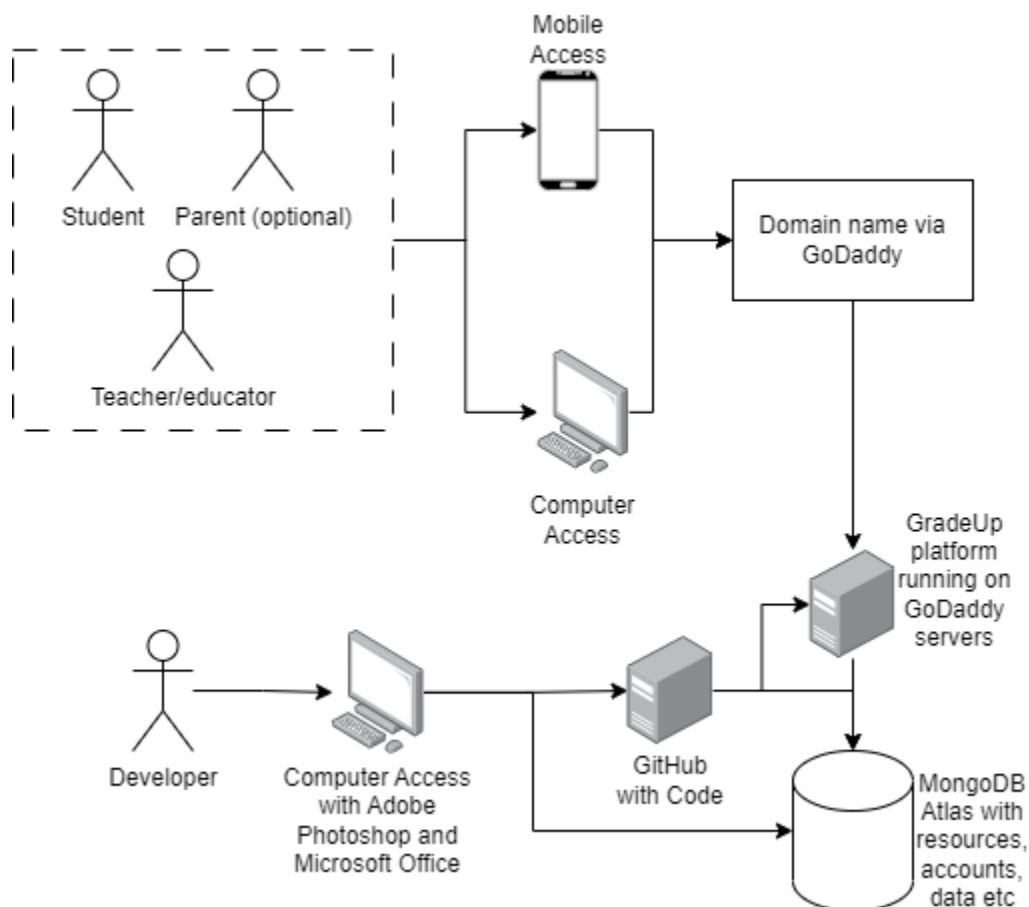 Mobile
Access
Student
Parent (optional)
Teacher/educator
Domain name via
GoDaddy
Computer
Access
GradeUp
platform
running on
GoDaddy
servers
Developer
Computer Access
with Adobe
Photoshop and
Microsoft Office
GitHub
with Code
MongoDB
Atlas with
resources,
accounts,
data etc